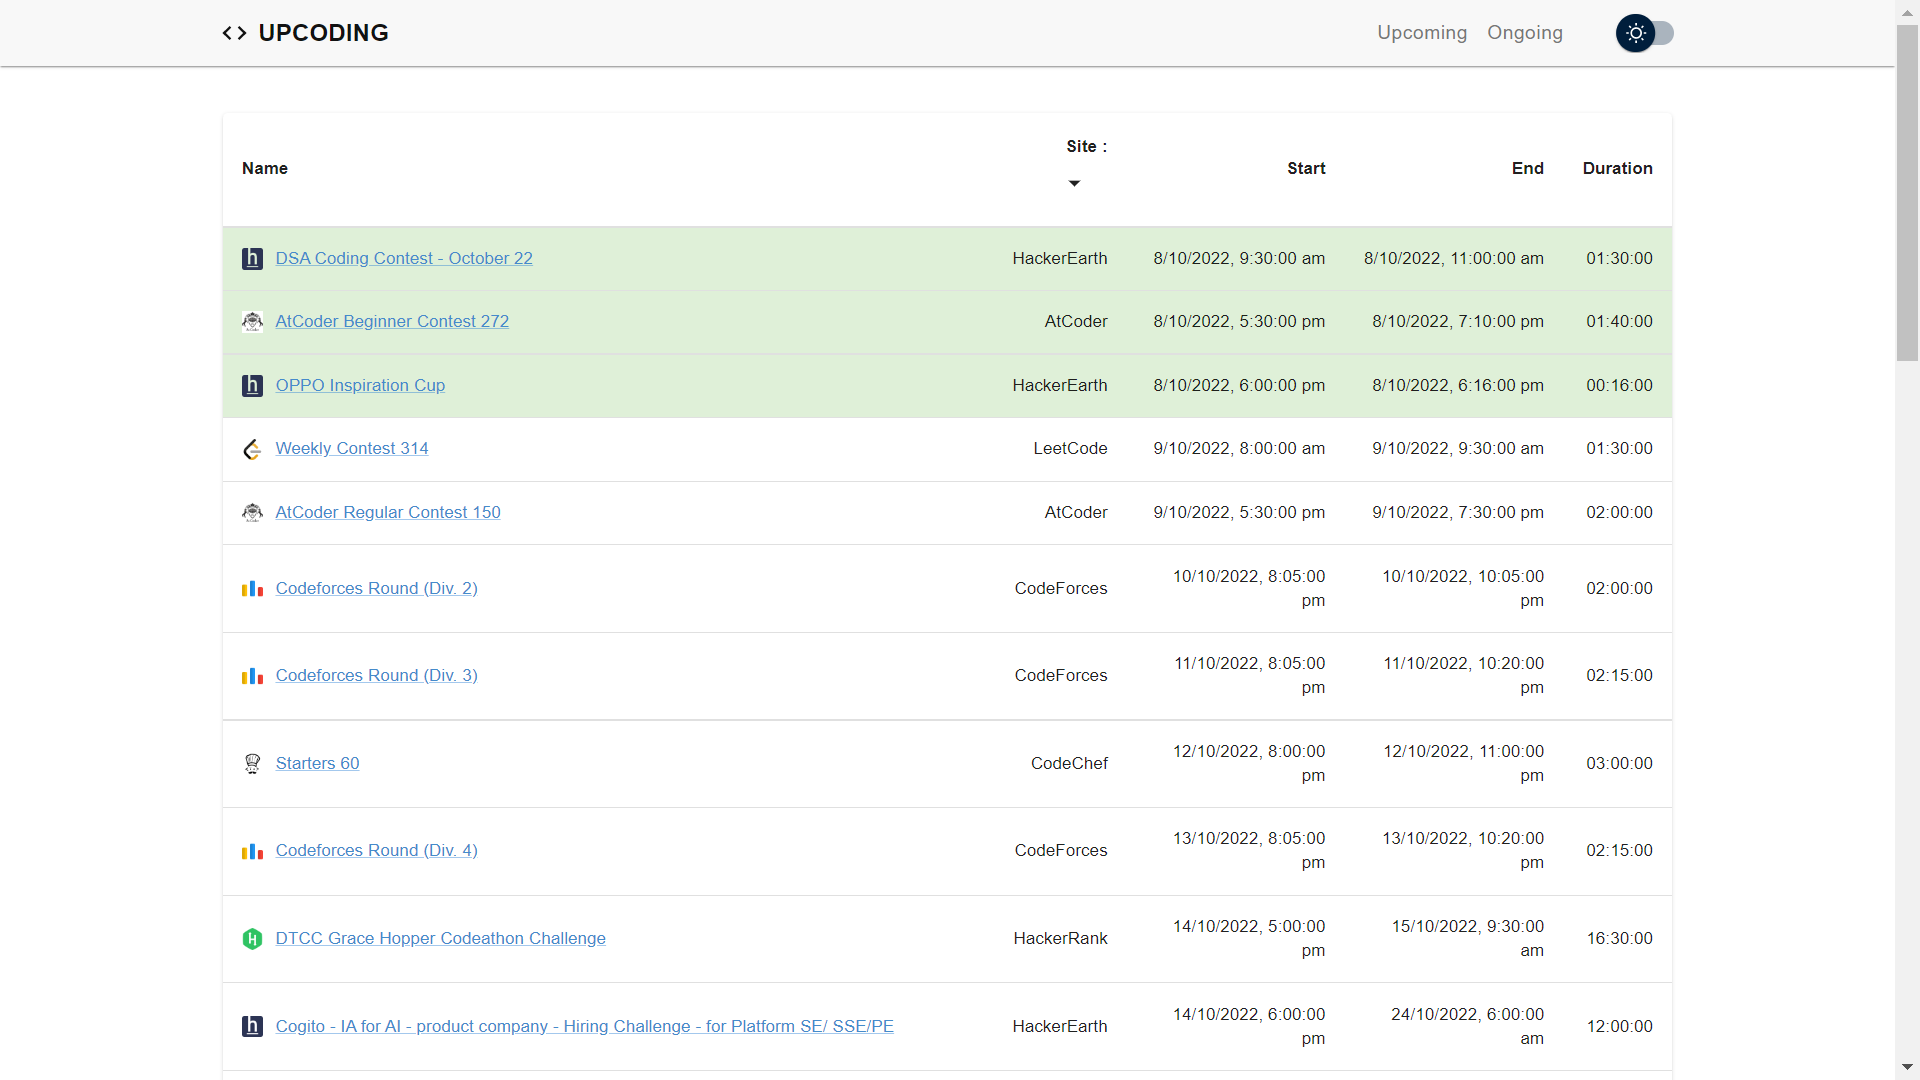 <> UPCODING
Upcoming Ongoing
Name Site : Start End Duration
DSA Coding Contest - October 22 HackerEarth 8/10/2022, 9:30:00 am 8/10/2022, 11:00:00 am 01:30:00
AtCoder Beginner Contest 272 AtCoder 8/10/2022, 5:30:00 pm 8/10/2022, 7:10:00 pm 01:40:00
OPPO Inspiration Cup HackerEarth 8/10/2022, 6:00:00 pm 8/10/2022, 6:16:00 pm 00:16:00
Weekly Contest 314 LeetCode 9/10/2022, 8:00:00 am 9/10/2022, 9:30:00 am 01:30:00
AtCoder Regular Contest 150 AtCoder 9/10/2022, 5:30:00 pm 9/10/2022, 7:30:00 pm 02:00:00
Codeforces Round (Div. 2) CodeForces 10/10/2022, 8:05:00 pm 10/10/2022, 10:05:00 pm 02:00:00
Codeforces Round (Div. 3) CodeForces 11/10/2022, 8:05:00 pm 11/10/2022, 10:20:00 pm 02:15:00
Starters 60 CodeChef 12/10/2022, 8:00:00 pm 12/10/2022, 11:00:00 pm 03:00:00
Codeforces Round (Div. 4) CodeForces 13/10/2022, 8:05:00 pm 13/10/2022, 10:20:00 pm 02:15:00
DTCC Grace Hopper Codeathon Challenge HackerRank 14/10/2022, 5:00:00 pm 15/10/2022, 9:30:00 am 16:30:00
Cogito - IA for AI - product company - Hiring Challenge - for Platform SE/ SSE/PE HackerEarth 14/10/2022, 6:00:00 pm 24/10/2022, 6:00:00 am 12:00:00